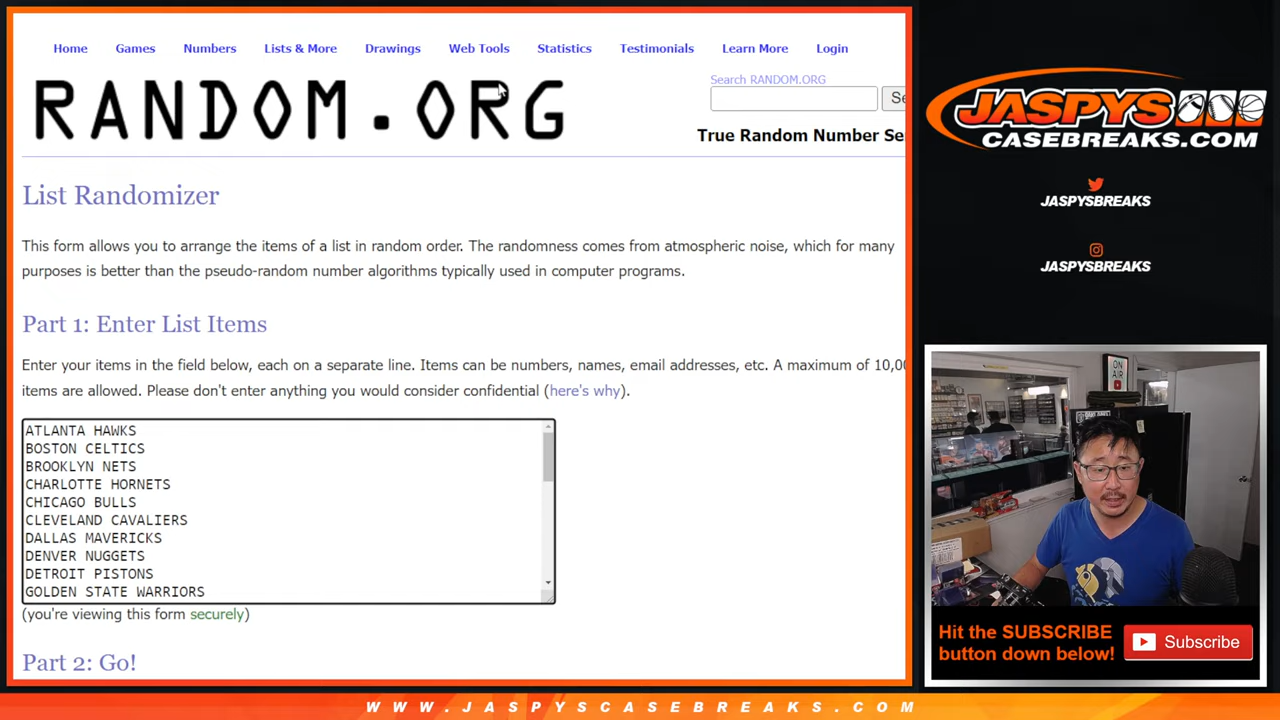 Home Games Numbers Lists & More Drawings Web Tools Statistics Testimonials Learn More Login
Search RANDOM.ORG
RANDOM.ORG
Se
True Random Number Se
List Randomizer
This form allows you to arrange the items of a list in random order. The randomness comes from atmospheric noise, which for many
purposes is better than the pseudo-random number algorithms typically used in computer programs.
Part 1: Enter List Items
Enter your items in the field below, each on a separate line. Items can be numbers, names, email addresses, etc. A maximum of 10,00
items are allowed. Please don't enter anything you would consider confidential (here's why).
ATLANTA HAWKS
BOSTON CELTICS
BROOKLYN NETS
CHARLOTTE HORNETS
CHICAGO BULLS
CLEVELAND CAVALIERS
DALLAS MAVERICKS
DENVER NUGGETS
DETROIT PISTONS
GOLDEN STATE WARRIORS
(you're viewing this form securely)
Part 2: Go!
JASPYS
CASEBREAKS.COM
JASPYSBREAKS
JASPYSBREAKS
ON
AIR
Hit the SUBSCRIBE
button down below!
Subscribe
WWW.JASPYSCASEBREAKS.COM